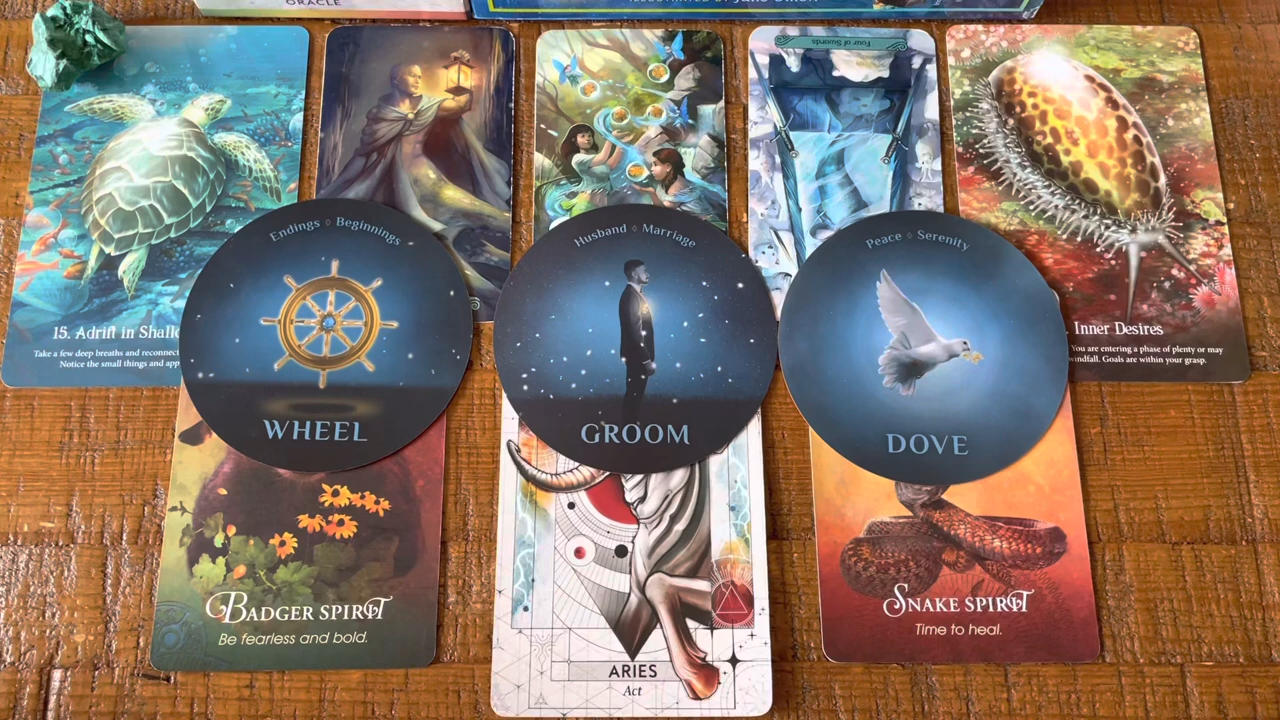 ORACLE
Four of Swords
15. Adrift in
Take a few deep breaths and reconnect
Notice the small things and
Inner Desires
You are entering a phase of plenty or may
windfall. Goals are within your grasp.
Endings ◊ Beginnings
WHEEL
Husband ◊ Marriage
GROOM
Peace ◊ Serenity
DOVE
BADGER SPIRIT
Be fearless and bold.
ARIES
Act
SNAKE SPIRIT
Time to heal.